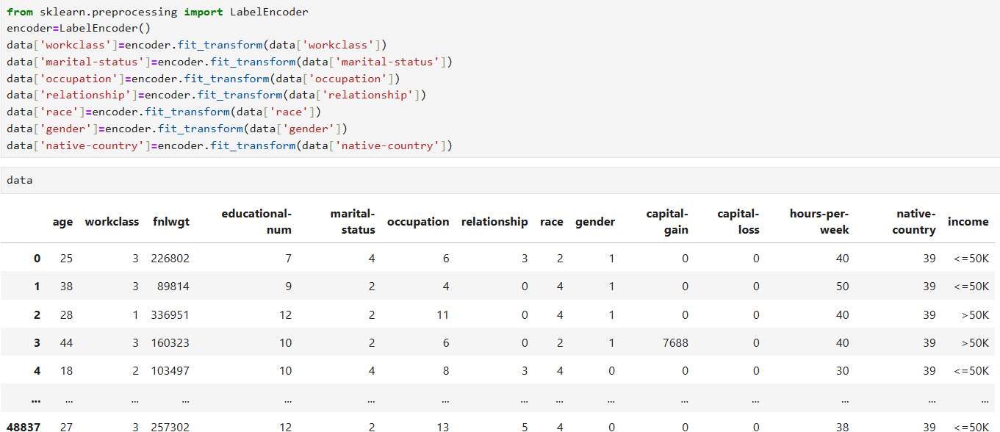 from sklearn.preprocessing import LabelEncoder
encoder=LabelEncoder()
data['workclass']=encoder.fit_transform(data['workclass'])
data['marital-status']=encoder.fit_transform(data['marital-status'])
data['occupation']=encoder.fit_transform(data['occupation'])
data['relationship']=encoder.fit_transform(data['relationship'])
data['race']=encoder.fit_transform(data['race'])
data['gender']=encoder.fit_transform(data['gender'])
data['native-country']=encoder.fit_transform(data['native-country'])
data
age workclass fnlwgt educational-num marital-status occupation relationship race gender capital-gain capital-loss hours-per-week native-country income
0 25 3 226802 7 4 6 3 2 1 0 0 40 39 <=50K
1 38 3 89814 9 2 4 0 4 1 0 0 50 39 <=50K
2 28 1 336951 12 2 11 0 4 1 0 0 40 39 >50K
3 44 3 160323 10 2 6 0 2 1 7688 0 40 39 >50K
4 18 2 103497 10 4 8 3 4 0 0 0 30 39 <=50K
... ... ... ... ... ... ... ... ... ... ... ... ... ... ...
48837 27 3 257302 12 2 13 5 4 0 0 0 38 39 <=50K